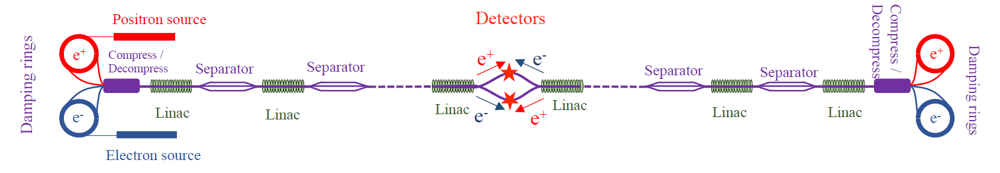 Positron source
Detectors
Damping rings
e+
Compress /
Decompress
Separator
Separator
e+
e-
Separator
Separator
Compress /
Decompress
e+
Damping rings
Linac
Linac
Linac
Linac
Linac
Linac
e-
e-
e+
e-
Electron source